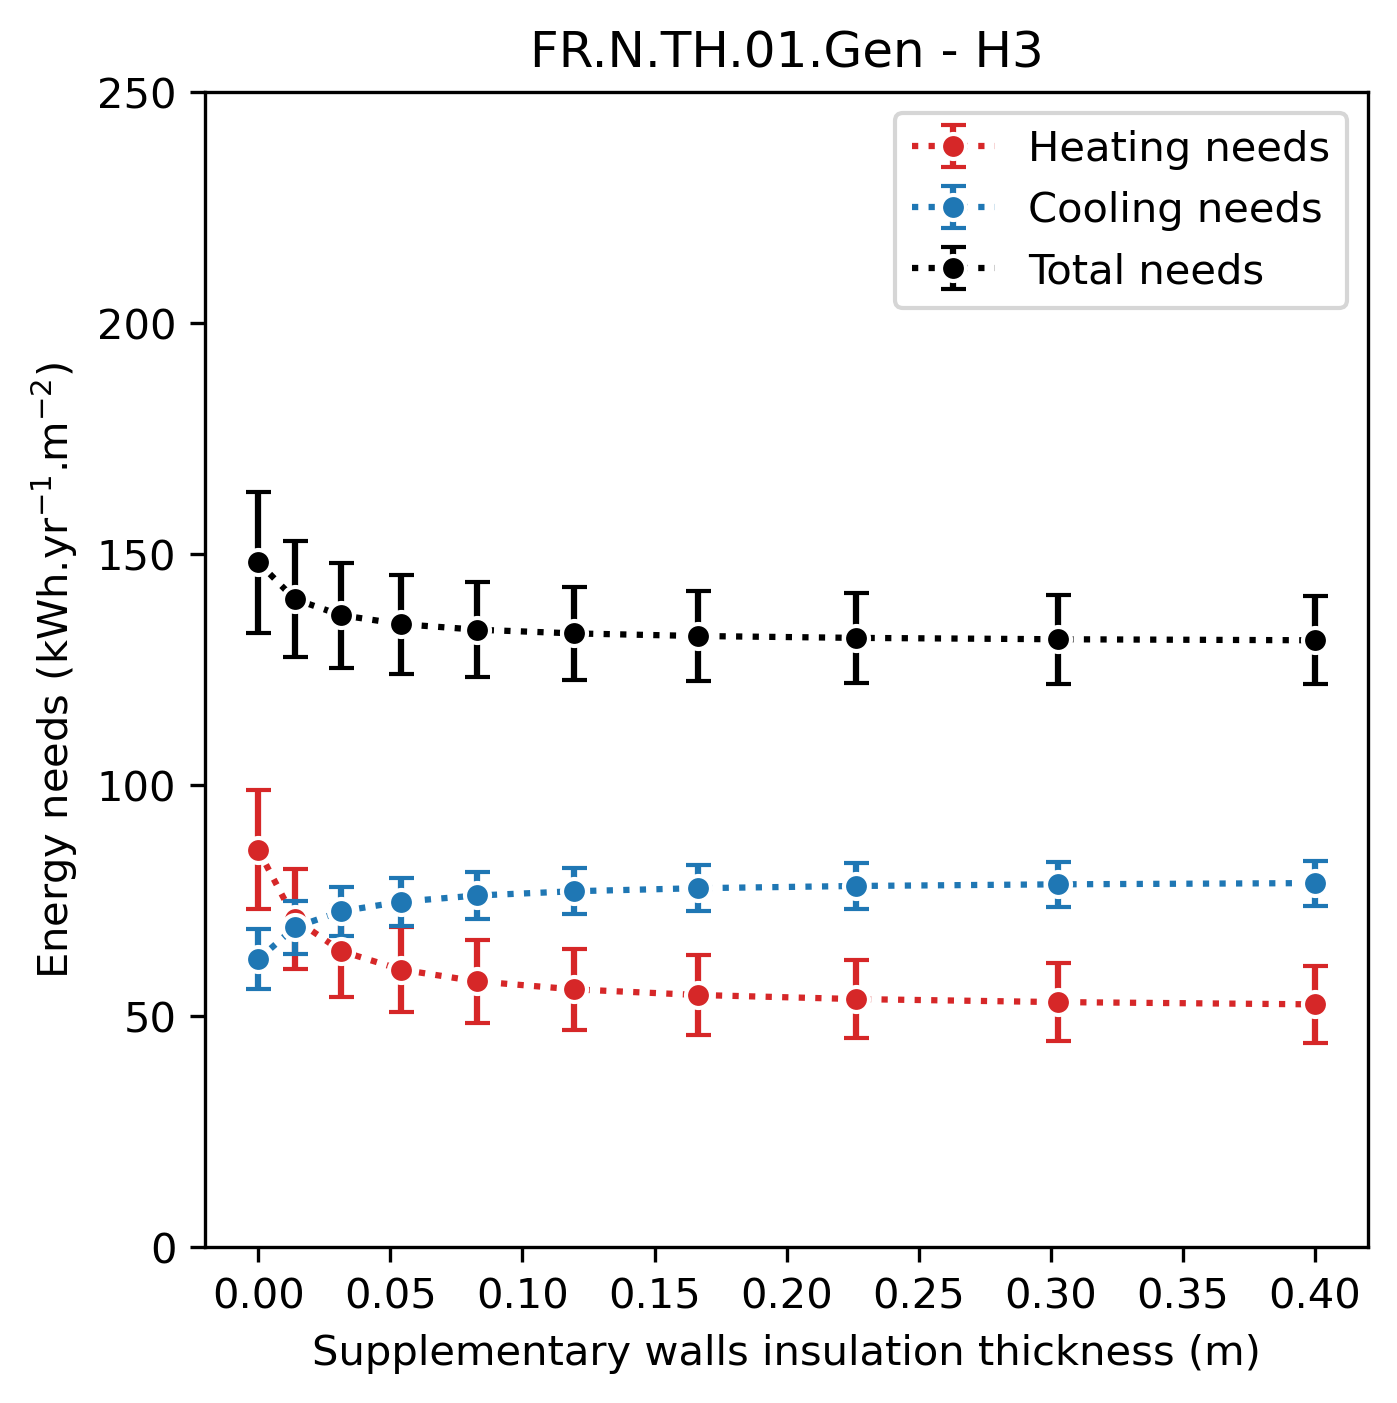 FR.N.TH.01.Gen - H3
250
200
150
100
50
0
Energy needs (kWh.yr⁻¹.m⁻²)
Heating needs
Cooling needs
Total needs
0.00 0.05 0.10 0.15 0.20 0.25 0.30 0.35 0.40
Supplementary walls insulation thickness (m)